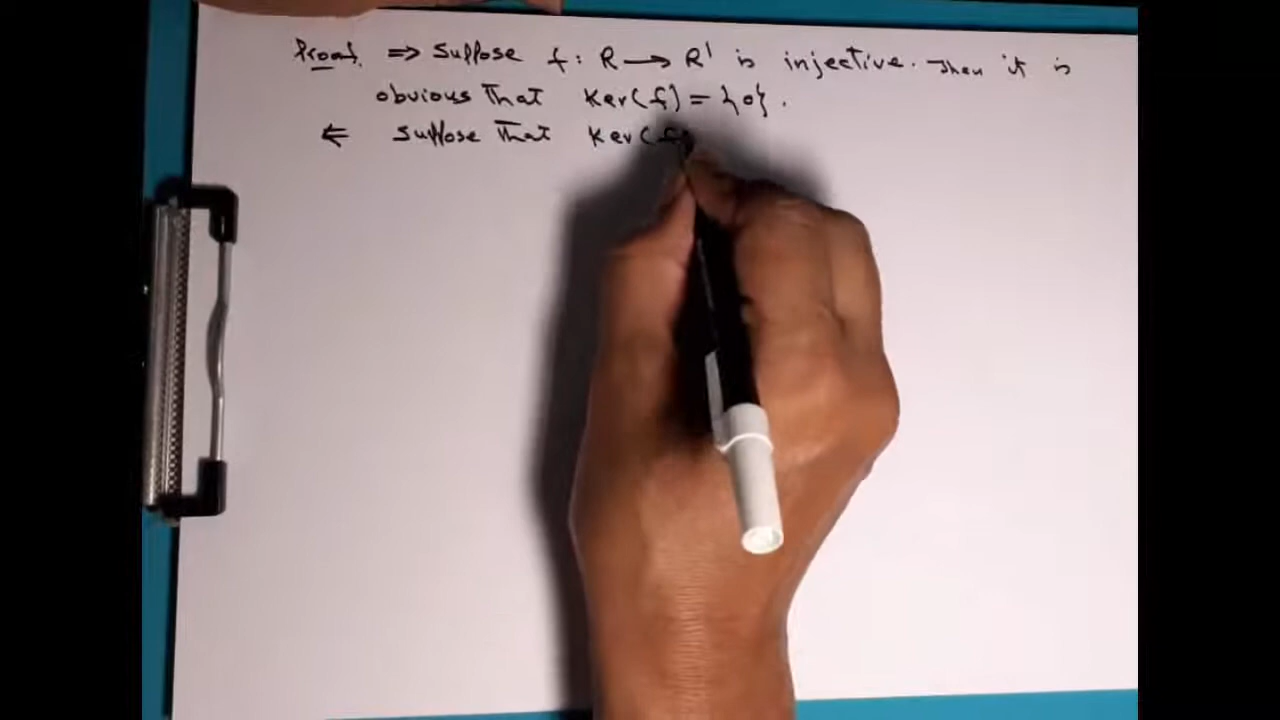 Proof. ⇒ Suppose f: R → R' is injective. Then it is
obvious that Ker(f) = {0}.
⇐ Suppose that Ker(f)